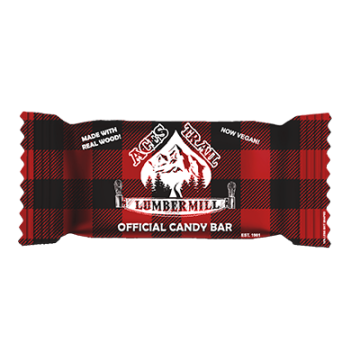 MADE WITH
REAL WOOD!
ACES TRAIL
NOW VEGAN!
LUMBERMILL
OFFICIAL CANDY BAR
EST. 1981